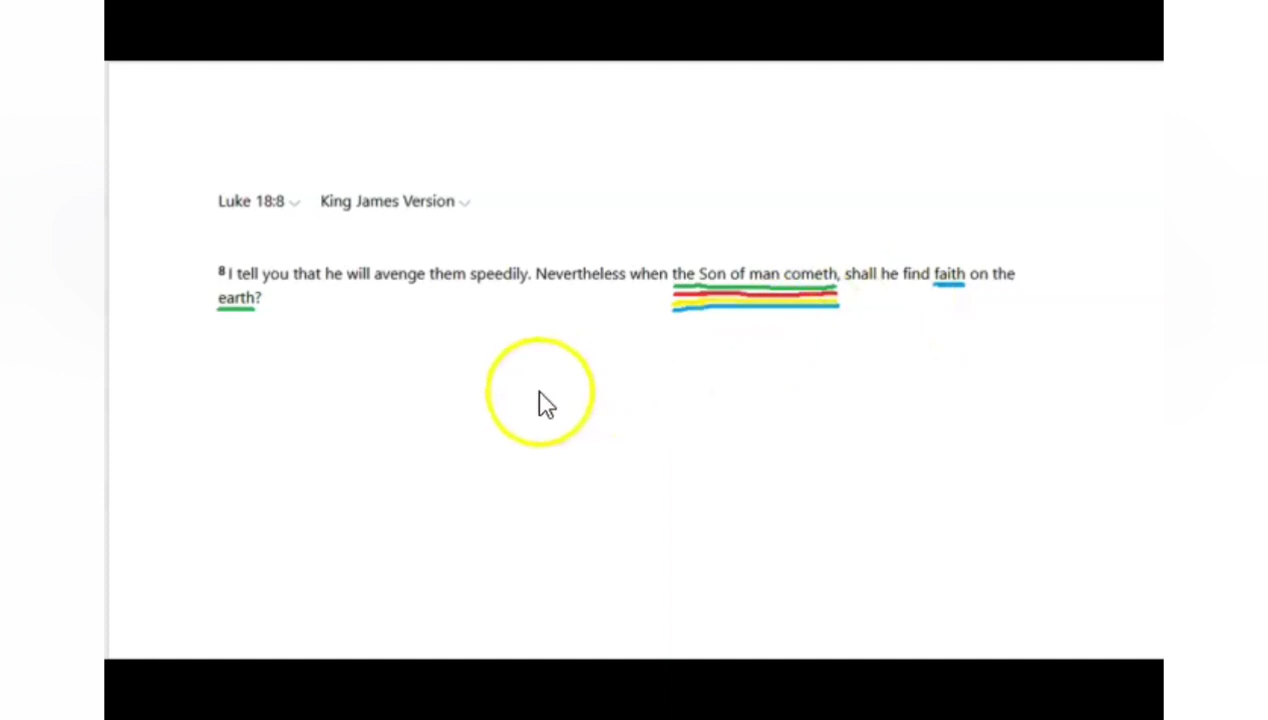 Luke 18:8 King James Version
8 I tell you that he will avenge them speedily. Nevertheless when the Son of man cometh, shall he find faith on the
earth?